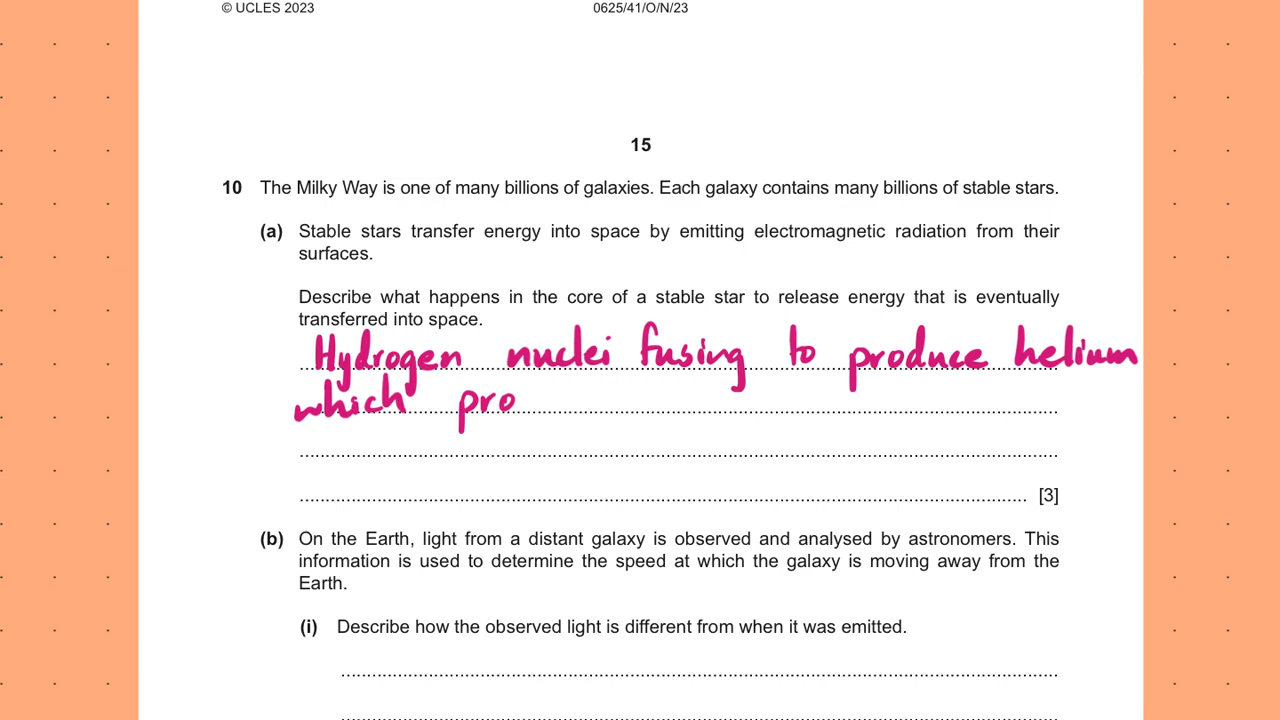 © UCLES 2023 0625/41/O/N/23
15
10 The Milky Way is one of many billions of galaxies. Each galaxy contains many billions of stable stars.
(a) Stable stars transfer energy into space by emitting electromagnetic radiation from their
surfaces.
Describe what happens in the core of a stable star to release energy that is eventually
transferred into space.
Hydrogen nuclei fusing to produce helium
which pro
[3]
(b) On the Earth, light from a distant galaxy is observed and analysed by astronomers. This
information is used to determine the speed at which the galaxy is moving away from the
Earth.
(i) Describe how the observed light is different from when it was emitted.